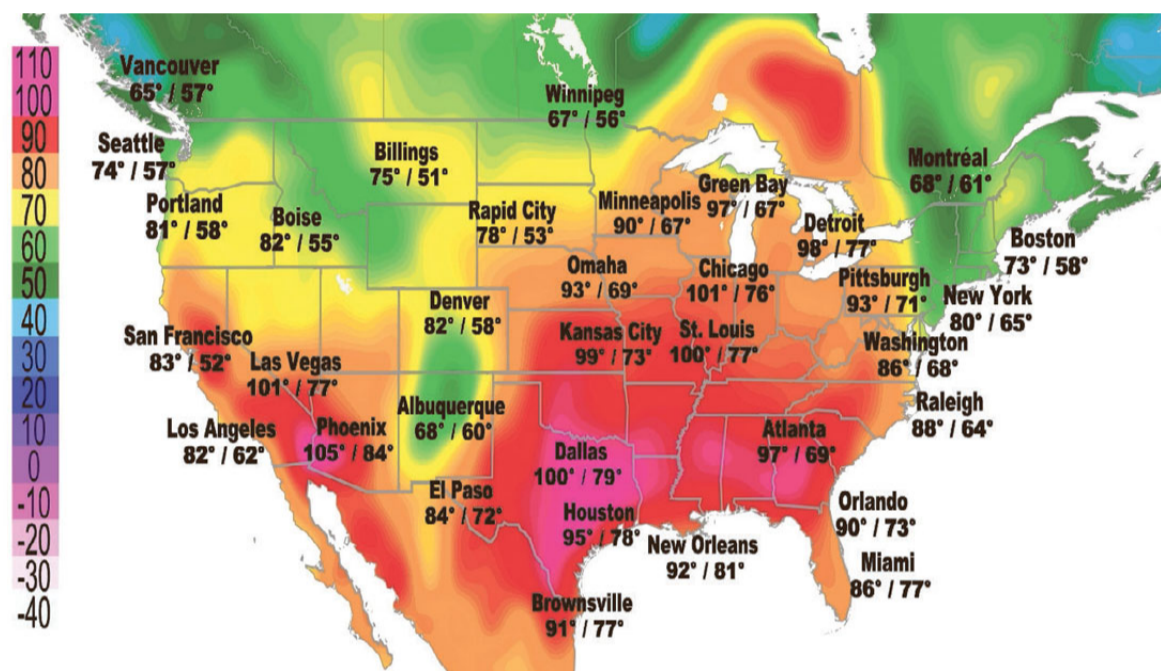 110
100
90
80
70
60
50
40
30
20
10
0
-10
-20
-30
-40
Vancouver
65° / 57°
Seattle
74° / 57°
Portland
81° / 58°
Boise
82° / 55°
Billings
75° / 51°
Winnipeg
67° / 56°
Rapid City
78° / 53°
Minneapolis
90° / 67°
Green Bay
97° / 67°
Detroit
98° / 77°
Montréal
68° / 61°
Boston
73° / 58°
New York
80° / 65°
Pittsburgh
93° / 71°
Washington
86° / 68°
Chicago
101° / 76°
Omaha
93° / 69°
Denver
82° / 58°
Kansas City
99° / 73°
St. Louis
100° / 77°
San Francisco
83° / 52°
Las Vegas
101° / 77°
Los Angeles
82° / 62°
Phoenix
105° / 84°
Albuquerque
68° / 60°
El Paso
84° / 72°
Dallas
100° / 79°
Houston
95° / 78°
Brownsville
91° / 77°
New Orleans
92° / 81°
Atlanta
97° / 69°
Raleigh
88° / 64°
Orlando
90° / 73°
Miami
86° / 77°